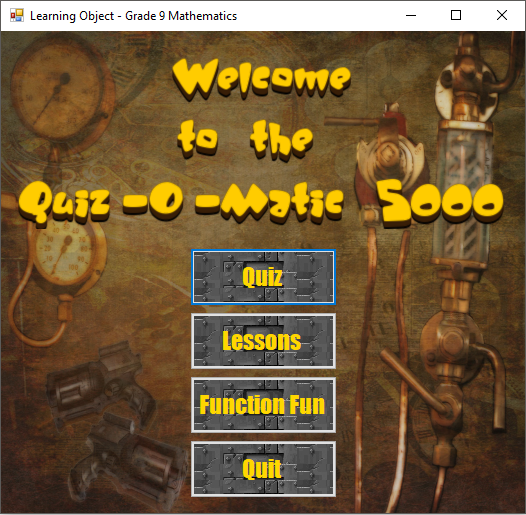 Learning Object - Grade 9 Mathematics
Welcome
to the
Quiz -O -Matic 5000
Quiz
Lessons
Function Fun
Quit